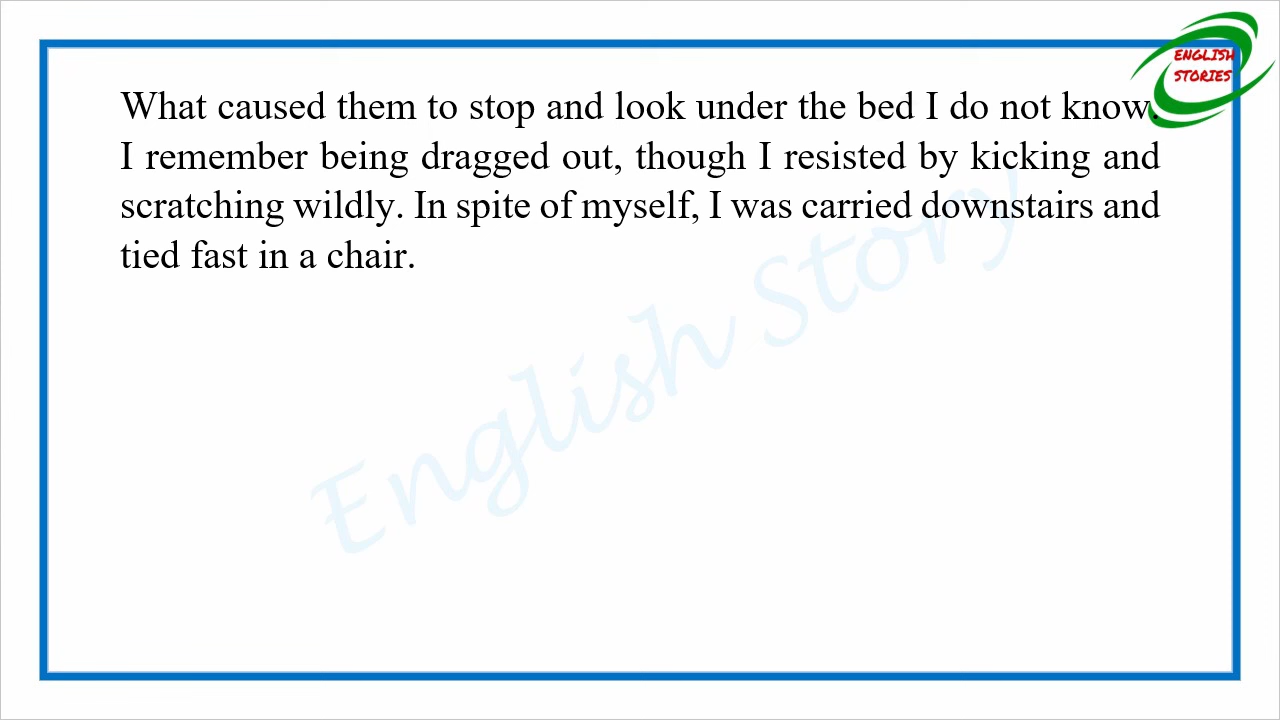 ENGLISH
STORIES
What caused them to stop and look under the bed I do not know.
I remember being dragged out, though I resisted by kicking and
scratching wildly. In spite of myself, I was carried downstairs and
tied fast in a chair.
English Story